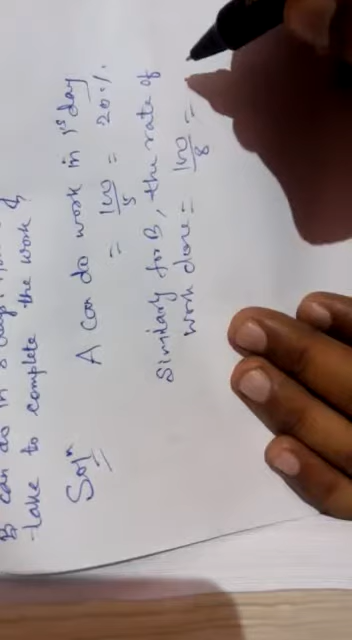 B can do in 8 days
take to complete the work ?
Solⁿ A can do work in 1st day
= 100/5 = 20%
Similarly for B, the rate of
work done = 100/8 =